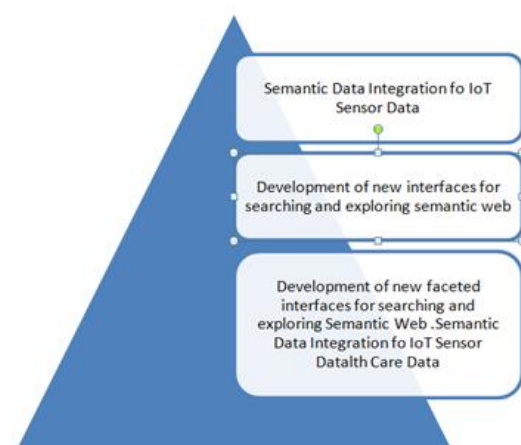 Semantic Data Integration fo IoT
Sensor Data
Development of new interfaces for
searching and exploring semantic web
Development of new faceted
interfaces for searching and
exploring Semantic Web .Semantic
Data Integration fo IoT Sensor
Datalth Care Data